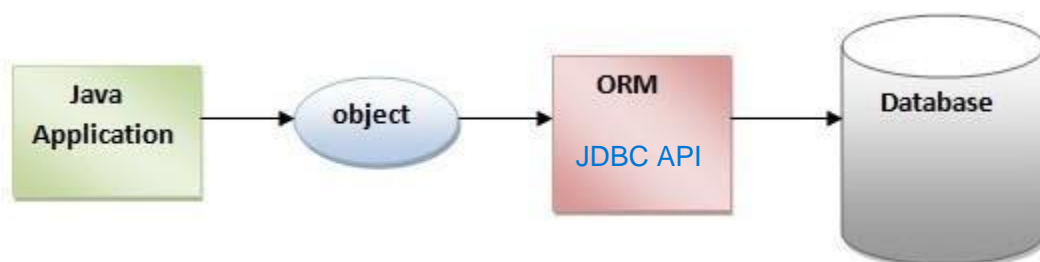 Java
Application
object
ORM
JDBC API
Database